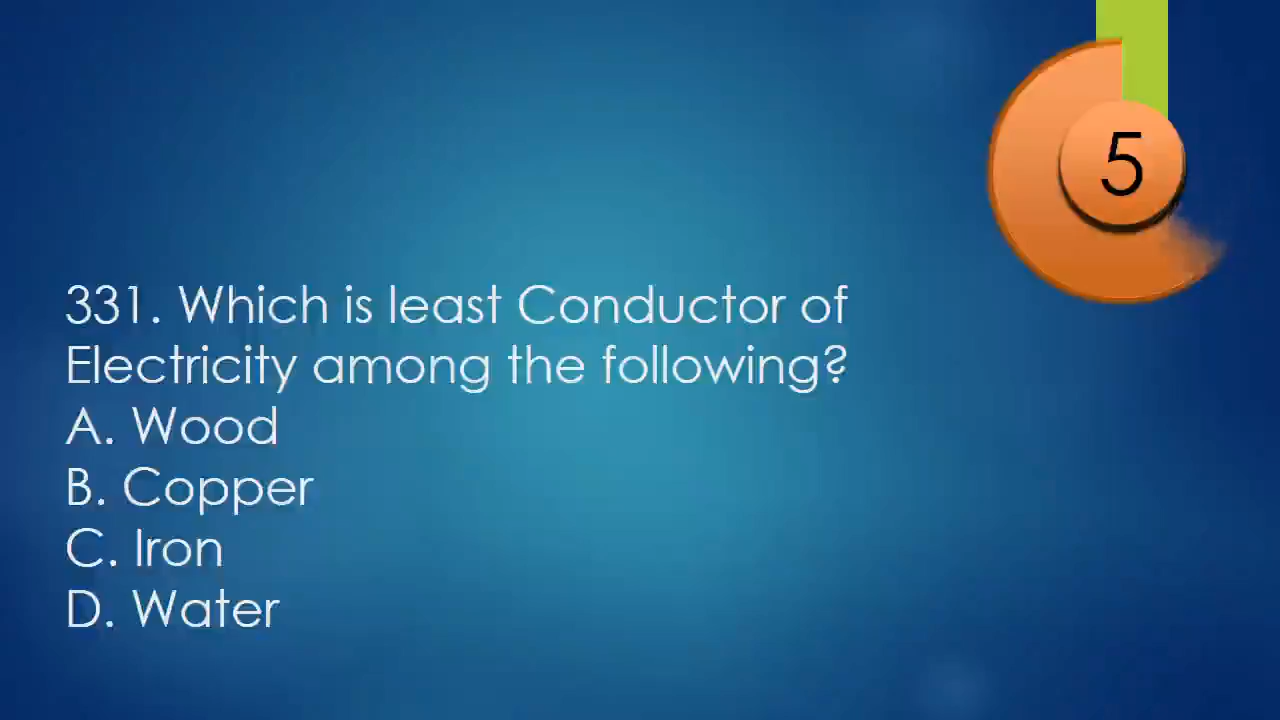 5
331. Which is least Conductor of
Electricity among the following?
A. Wood
B. Copper
C. Iron
D. Water